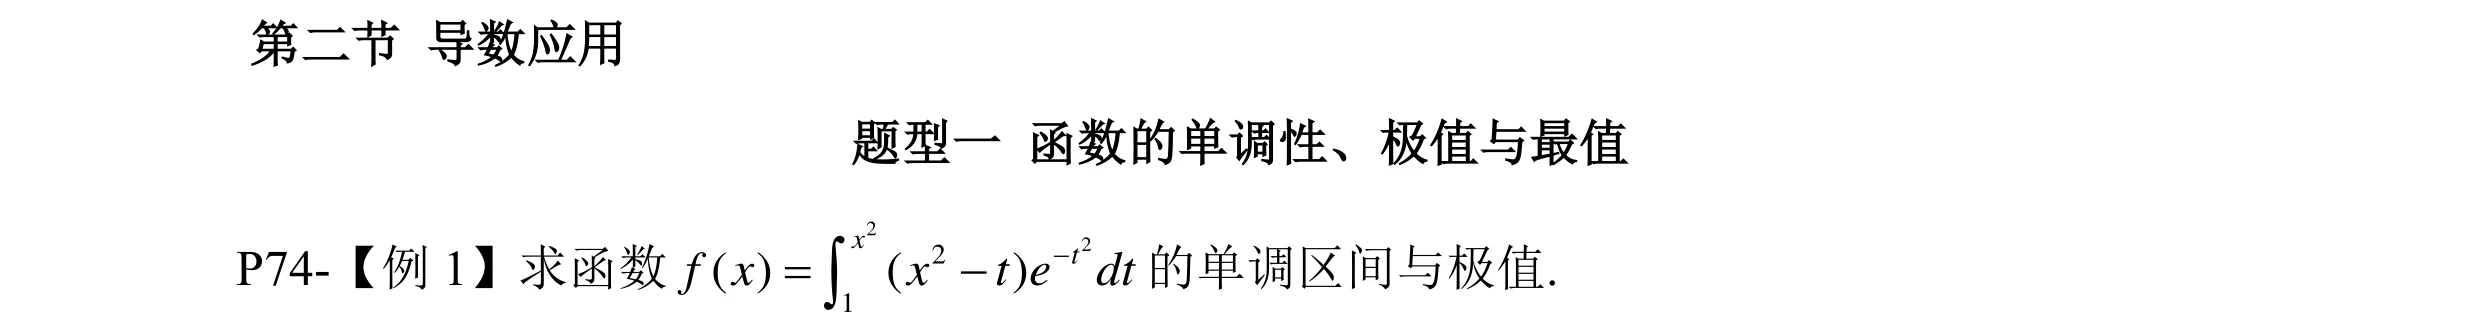 第二节 导数应用
题型一 函数的单调性、极值与最值
P74-【例 1】求函数 $f(x)=\int_{1}^{x^2}(x^2-t)e^{-t^2}dt$ 的单调区间与极值.